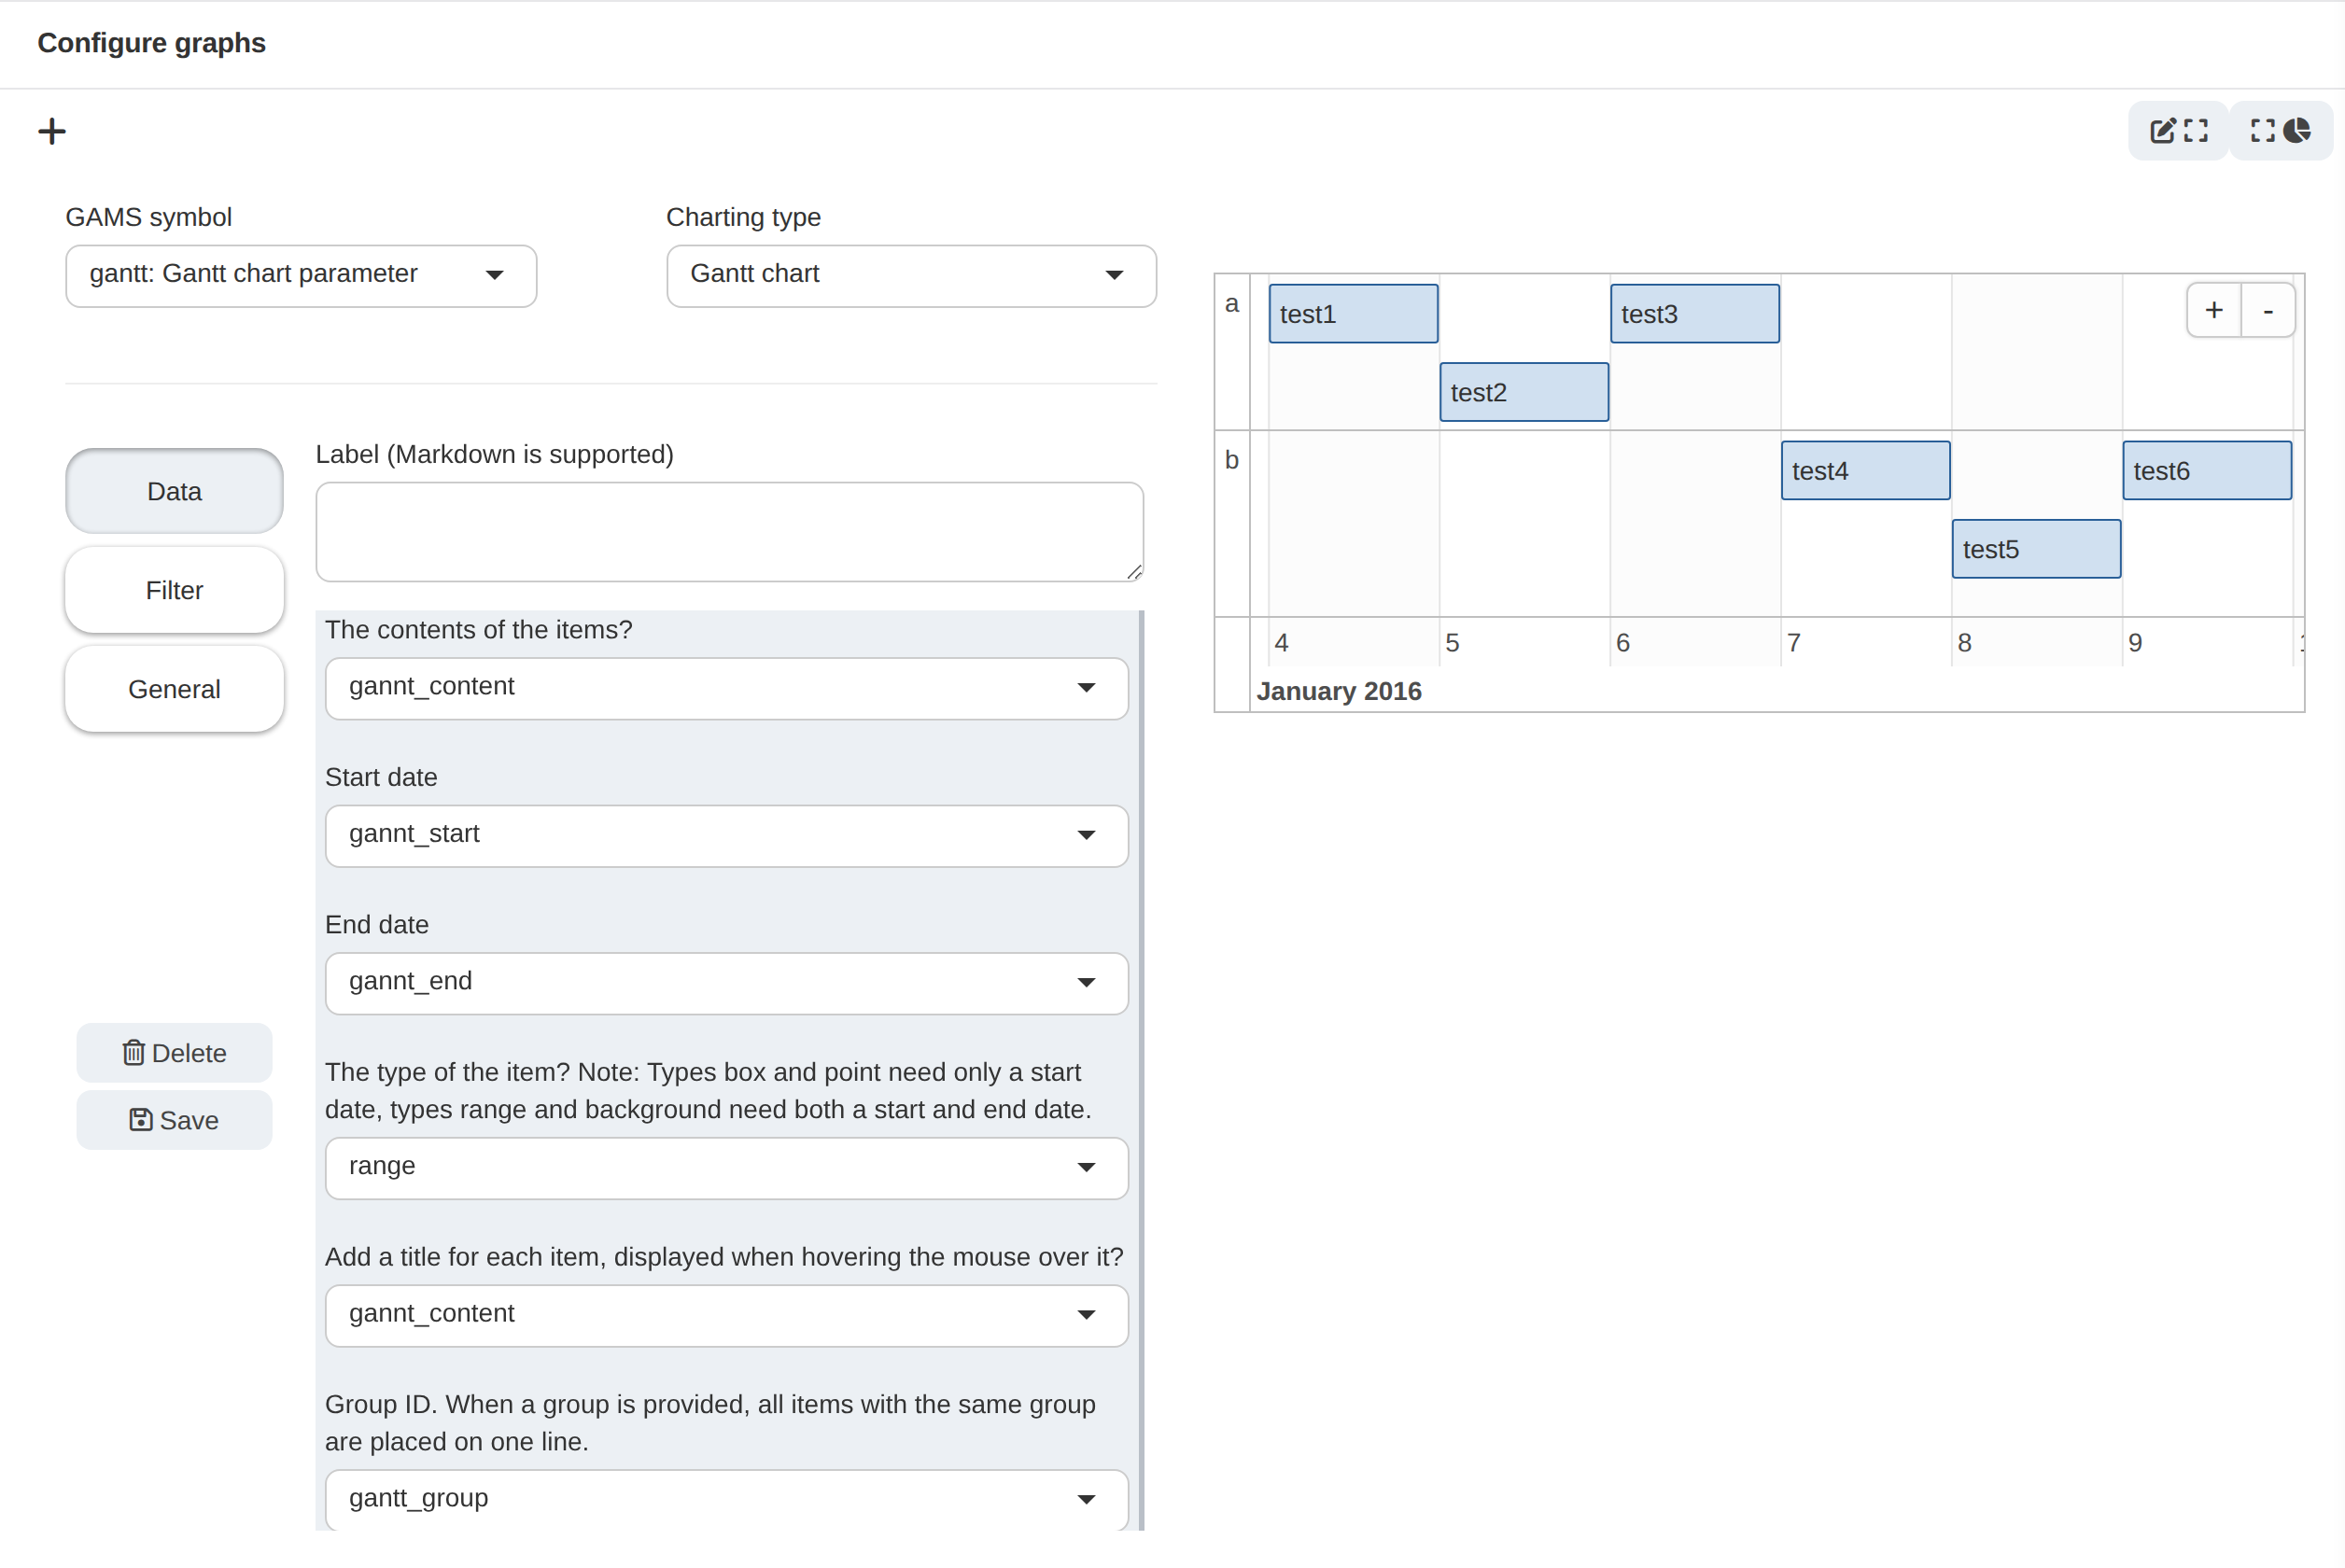 Configure graphs
GAMS symbol
gantt: Gantt chart parameter
Charting type
Gantt chart
Data
Filter
General
Delete
Save
Label (Markdown is supported)
The contents of the items?
gannt_content
Start date
gannt_start
End date
gannt_end
The type of the item? Note: Types box and point need only a start
date, types range and background need both a start and end date.
range
Add a title for each item, displayed when hovering the mouse over it?
gannt_content
Group ID. When a group is provided, all items with the same group
are placed on one line.
gantt_group
a
test1
test3
+ -
test2
b
test4
test6
test5
4 5 6 7 8 9
January 2016